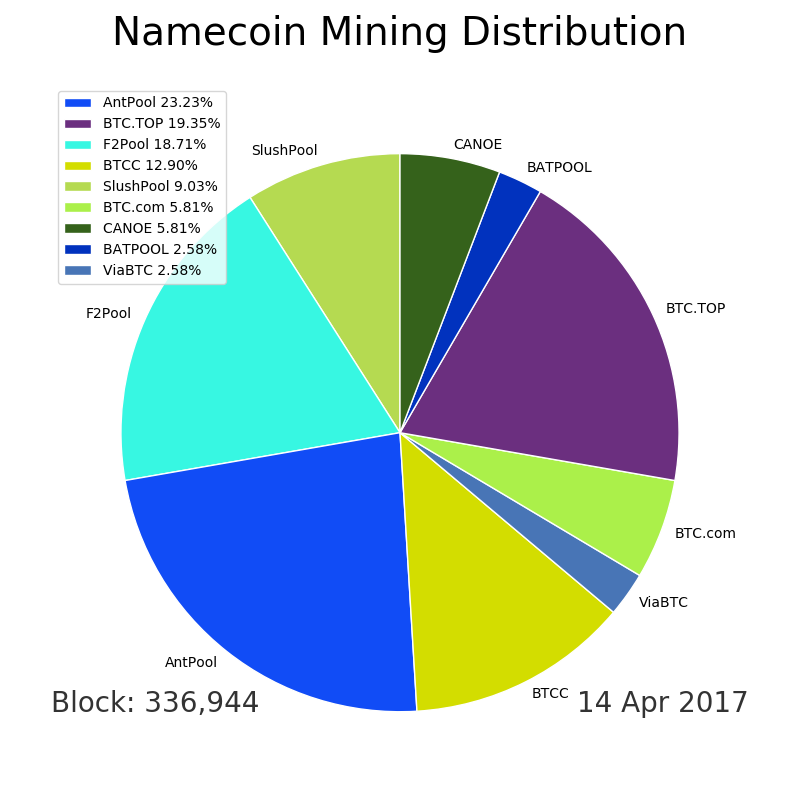 Namecoin Mining Distribution
AntPool 23.23%
BTC.TOP 19.35%
F2Pool 18.71%
BTCC 12.90%
SlushPool 9.03%
BTC.com 5.81%
CANOE 5.81%
BATPOOL 2.58%
ViaBTC 2.58%
CANOE
SlushPool
BATPOOL
BTC.TOP
F2Pool
BTC.com
ViaBTC
AntPool
BTCC
Block: 336,944
14 Apr 2017